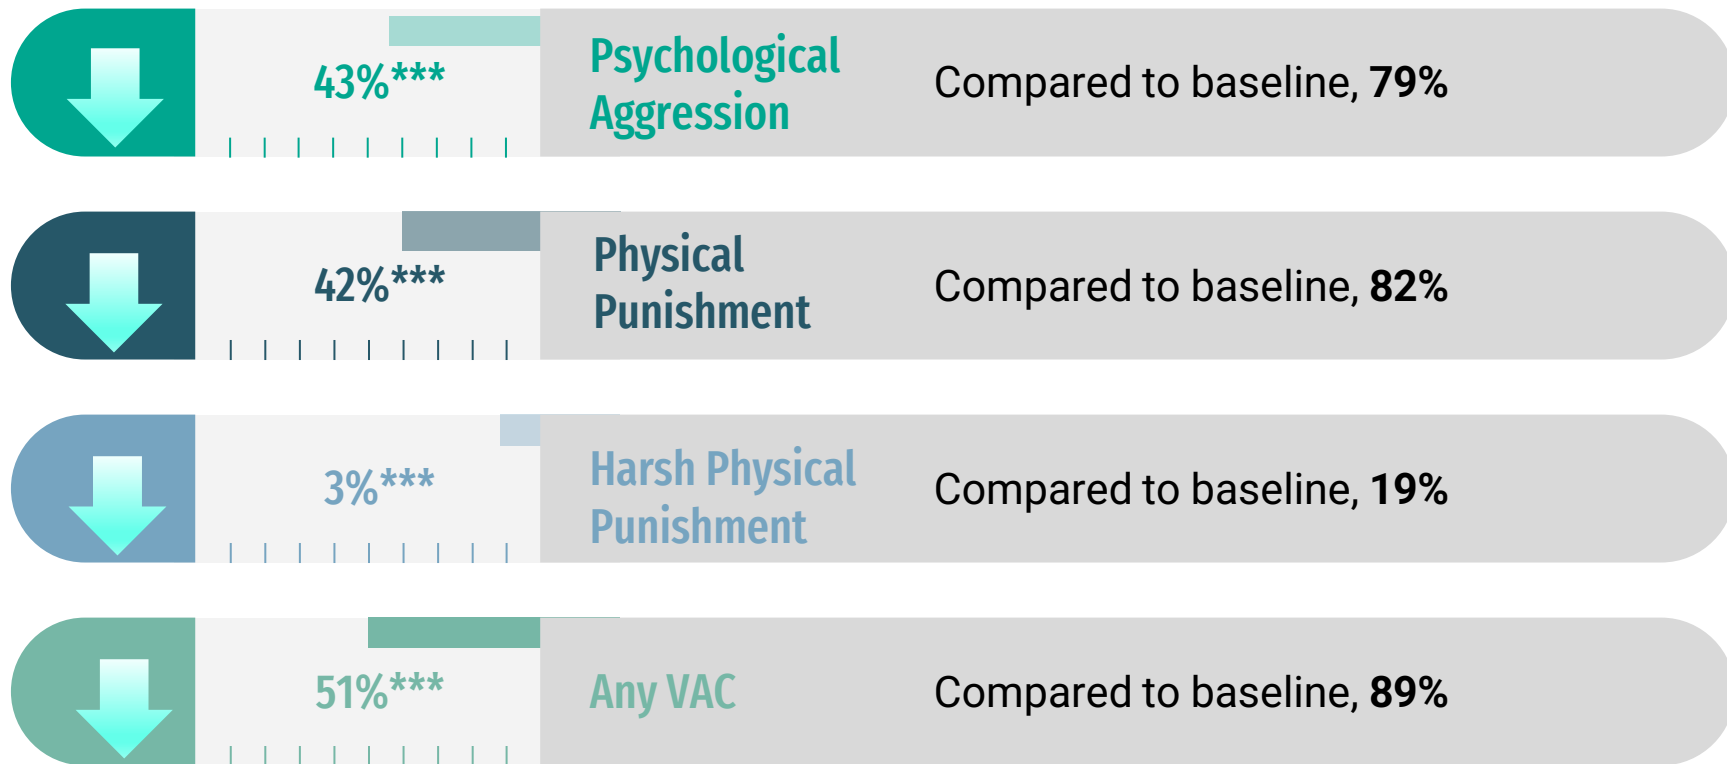 43%***
Psychological
Aggression
Compared to baseline, 79%
42%***
Physical
Punishment
Compared to baseline, 82%
3%***
Harsh Physical
Punishment
Compared to baseline, 19%
51%***
Any VAC
Compared to baseline, 89%